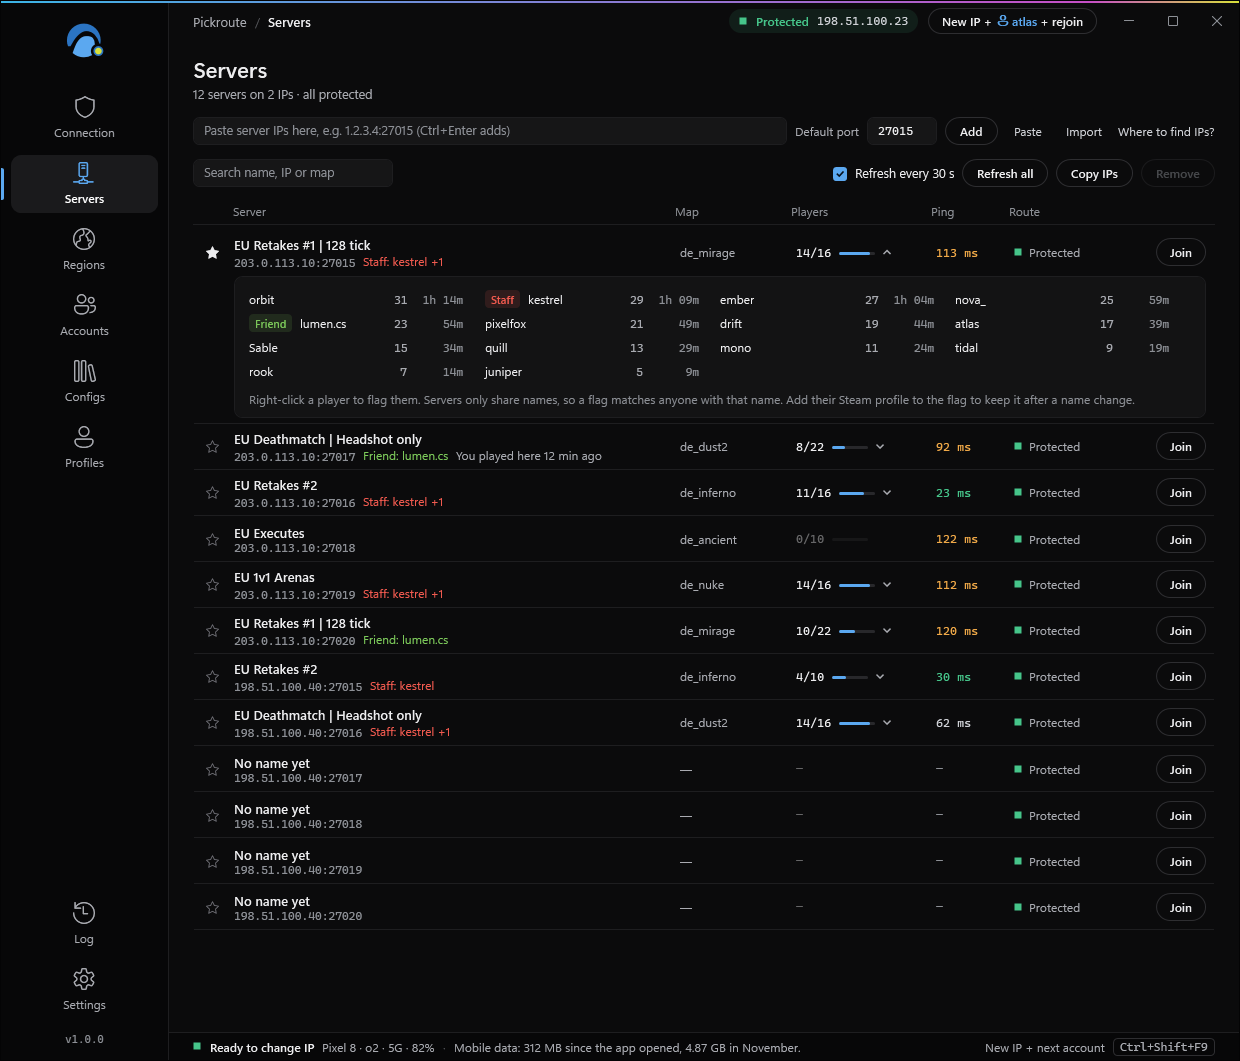 Pickroute / Servers
Protected 198.51.100.23
New IP + atlas + rejoin
Connection
Servers
Regions
Accounts
Configs
Profiles
Log
Settings
v1.0.0
Servers
12 servers on 2 IPs · all protected
Paste server IPs here, e.g. 1.2.3.4:27015 (Ctrl+Enter adds) Default port 27015 Add Paste Import Where to find IPs?
Search name, IP or map Refresh every 30 s Refresh all Copy IPs Remove
Server Map Players Ping Route
EU Retakes #1 | 128 tick
203.0.113.10:27015 Staff: kestrel +1
de_mirage 14/16 113 ms Protected Join
orbit 31 1h 14m Staff kestrel 29 1h 09m ember 27 1h 04m nova_ 25 59m
Friend lumen.cs 23 54m pixelfox 21 49m drift 19 44m atlas 17 39m
Sable 15 34m quill 13 29m mono 11 24m tidal 9 19m
rook 7 14m juniper 5 9m
Right-click a player to flag them. Servers only share names, so a flag matches anyone with that name. Add their Steam profile to the flag to keep it after a name change.
EU Deathmatch | Headshot only
203.0.113.10:27017 Friend: lumen.cs You played here 12 min ago
de_dust2 8/22 92 ms Protected Join
EU Retakes #2
203.0.113.10:27016 Staff: kestrel +1
de_inferno 11/16 23 ms Protected Join
EU Executes
203.0.113.10:27018
de_ancient 0/10 122 ms Protected Join
EU 1v1 Arenas
203.0.113.10:27019 Staff: kestrel +1
de_nuke 14/16 112 ms Protected Join
EU Retakes #1 | 128 tick
203.0.113.10:27020 Friend: lumen.cs
de_mirage 10/22 120 ms Protected Join
EU Retakes #2
198.51.100.40:27015 Staff: kestrel
de_inferno 4/10 30 ms Protected Join
EU Deathmatch | Headshot only
198.51.100.40:27016 Staff: kestrel +1
de_dust2 14/16 62 ms Protected Join
No name yet
198.51.100.40:27017
— – – Protected Join
No name yet
198.51.100.40:27018
— – – Protected Join
No name yet
198.51.100.40:27019
— – – Protected Join
No name yet
198.51.100.40:27020
— – – Protected Join
Ready to change IP Pixel 8 · o2 · 5G · 82% · Mobile data: 312 MB since the app opened, 4.87 GB in November.
New IP + next account Ctrl+Shift+F9